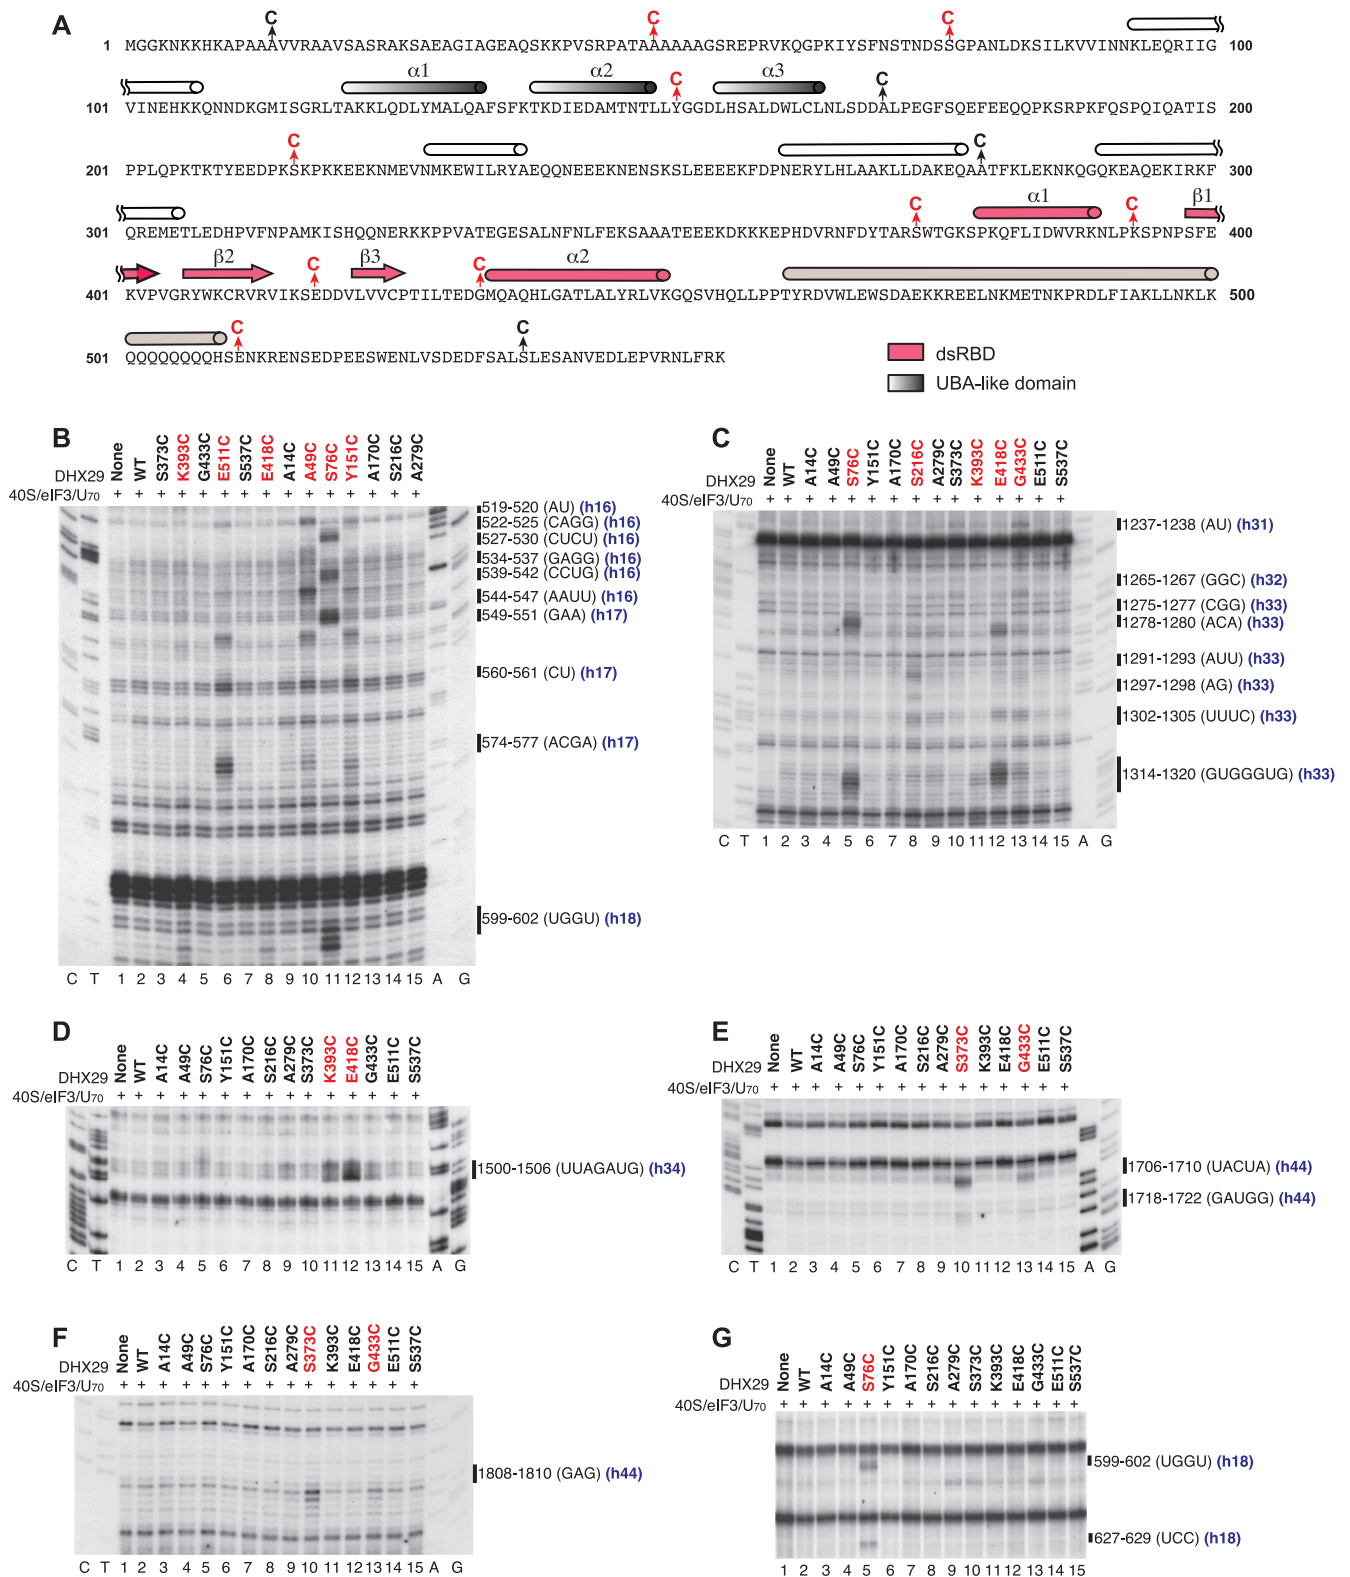 A
C C C
1 MGGKNKKHKAPAAAVVRAAVSASRAKSAEAGIAGEAQSKKPVSRPATAAAAAAGSREPRVKQGPKIYSFNSTNDSSGPANLDKSILKVVINNKLEQRIIG 100
α1 α2 C α3 C
101 VINEHKKQNNDKGMISGRLTAKKLQDLYMALQAFSFKTKDIEDAMTNTLLYGGDLHSALDWLCLNLSDDALPEGFSQEFEEQQPKSRPKFQSPQIQATIS 200
C C
201 PPLQPKTKTYEEDPKSKPKKEEKNMEVNMKEWILRYAEQQNEEEKNENSKSLEEEEKFDPNERYLHLAAKLLDAKEQAATFKLEKNKQGQKEAQEKIRKF 300
C α1 C β1
301 QREMETLEDHPVFNPAMKISHQQNERKKPPVATEGESALNFNLFEKSAAATEEEKDKKKEPHDVRNFDYTARSWTGKSPKQFLIDWVRKNLPKSPNPSFE 400
β2 C β3 C α2
401 KVPVGRYWKCRVRVIKSEDDVLVVCPTILTEDGMQAQHLGATLALYRLVKGQSVHQLLPPTYRDVWLEWSDAEKKREELNKMETNKPRDLFIAKLLNKLK 500
C C
501 QQQQQQQQHSENKRENSEDPEESWENLVSDEDFSALSLESANVEDLEPVRNLFRK
dsRBD
UBA-like domain
B
DHX29 None WT S373C K393C G433C E511C S537C E418C A14C A49C S76C Y151C A170C S216C A279C
40S/eIF3/U70 + + + + + + + + + + + + + + +
519-520 (AU) (h16)
522-525 (CAGG) (h16)
527-530 (CUCU) (h16)
534-537 (GAGG) (h16)
539-542 (CCUG) (h16)
544-547 (AAUU) (h16)
549-551 (GAA) (h17)
560-561 (CU) (h17)
574-577 (ACGA) (h17)
599-602 (UGGU) (h18)
C T 1 2 3 4 5 6 7 8 9 10 11 12 13 14 15 A G
C
DHX29 None WT A14C A49C S76C Y151C A170C S216C A279C S373C K393C E418C G433C E511C S537C
40S/eIF3/U70 + + + + + + + + + + + + + + +
1237-1238 (AU) (h31)
1265-1267 (GGC) (h32)
1275-1277 (CGG) (h33)
1278-1280 (ACA) (h33)
1291-1293 (AUU) (h33)
1297-1298 (AG) (h33)
1302-1305 (UUUC) (h33)
1314-1320 (GUGGGUG) (h33)
C T 1 2 3 4 5 6 7 8 9 10 11 12 13 14 15 A G
D
DHX29 None WT A14C A49C S76C Y151C A170C S216C A279C S373C K393C E418C G433C E511C S537C
40S/eIF3/U70 + + + + + + + + + + + + + + +
1500-1506 (UUAGAUG) (h34)
C T 1 2 3 4 5 6 7 8 9 10 11 12 13 14 15 A G
E
DHX29 None WT A14C A49C S76C Y151C A170C S216C A279C S373C K393C E418C G433C E511C S537C
40S/eIF3/U70 + + + + + + + + + + + + + + +
1706-1710 (UACUA) (h44)
1718-1722 (GAUGG) (h44)
C T 1 2 3 4 5 6 7 8 9 10 11 12 13 14 15 A G
F
DHX29 None WT A14C A49C S76C Y151C A170C S216C A279C S373C K393C E418C G433C E511C S537C
40S/eIF3/U70 + + + + + + + + + + + + + + +
1808-1810 (GAG) (h44)
C T 1 2 3 4 5 6 7 8 9 10 11 12 13 14 15 A G
G
DHX29 None WT A14C A49C S76C Y151C A170C S216C A279C S373C K393C E418C G433C E511C S537C
40S/eIF3/U70 + + + + + + + + + + + + + + +
599-602 (UGGU) (h18)
627-629 (UCC) (h18)
1 2 3 4 5 6 7 8 9 10 11 12 13 14 15